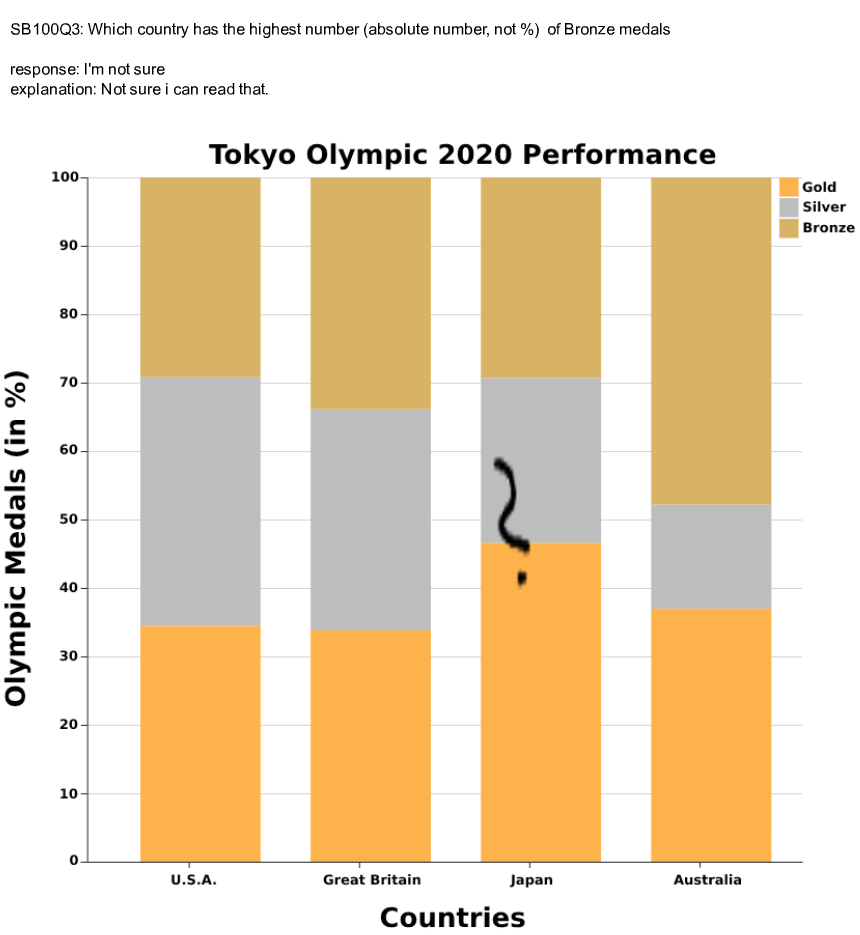 SB100Q3: Which country has the highest number (absolute number, not %)  of Bronze medals
response: I'm not sure
explanation: Not sure i can read that.
Tokyo Olympic 2020 Performance
Gold
Silver
Bronze
Olympic Medals (in %)
100
90
80
70
60
50
40
30
20
10
0
U.S.A.
Great Britain
Japan
Australia
Countries